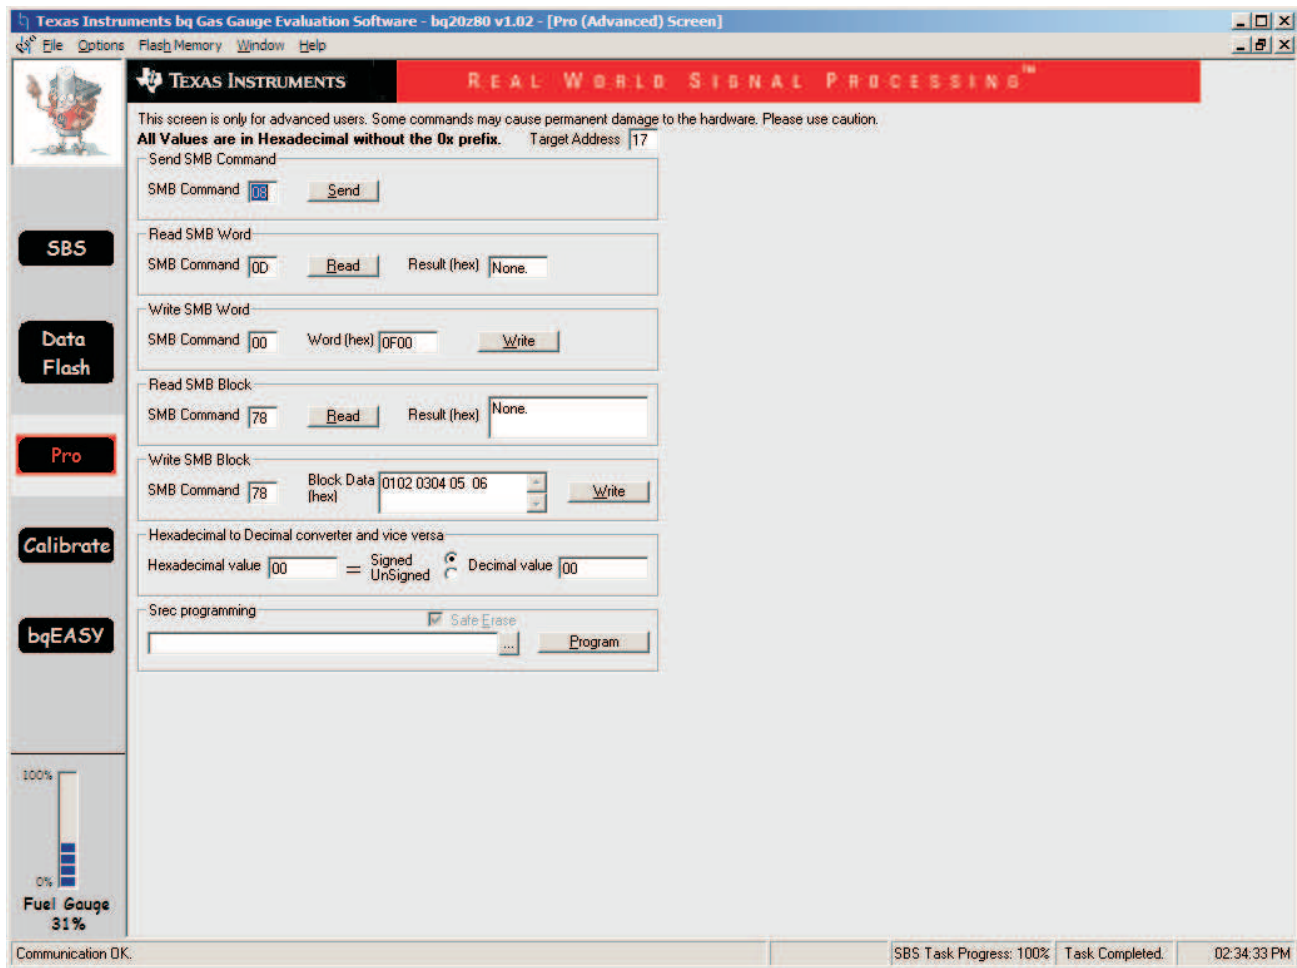 Texas Instruments bq Gas Gauge Evaluation Software - bq20z80 v1.02 - [Pro (Advanced) Screen]
File Options Flash Memory Window Help
TEXAS INSTRUMENTS
REAL WORLD SIGNAL PROCESSING™
This screen is only for advanced users. Some commands may cause permanent damage to the hardware. Please use caution.
All Values are in Hexadecimal without the 0x prefix. Target Address 17
Send SMB Command
SMB Command 08 Send
Read SMB Word
SMB Command 0D Read Result (hex) None.
Write SMB Word
SMB Command 00 Word (hex) 0F00 Write
Read SMB Block
SMB Command 78 Read Result (hex) None.
Write SMB Block
SMB Command 78 Block Data (hex) 0102 0304 05 06 Write
Hexadecimal to Decimal converter and vice versa
Hexadecimal value 00 = Signed UnSigned Decimal value 00
Srec programming
Safe Erase
... Program
SBS
Data
Flash
Pro
Calibrate
bqEASY
100%
0%
Fuel Gauge
31%
Communication OK. SBS Task Progress: 100% Task Completed. 02:34:33 PM